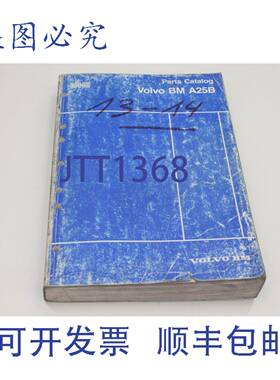 盗图必究
Parts Catalog
Volvo BM A25B
13-14
JTT1368
VOLVO BM
可开发票 顺丰包邮